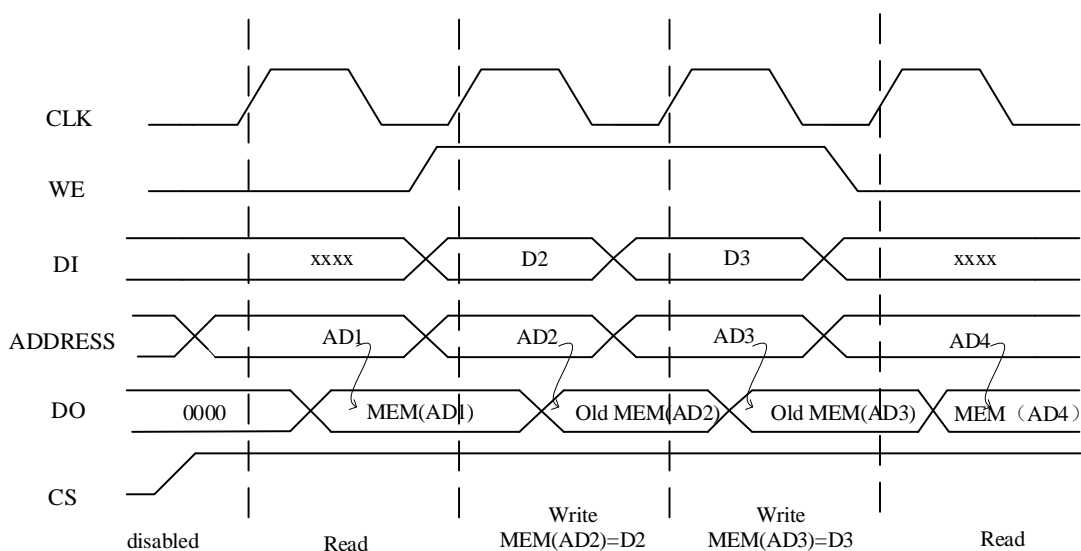 CLK
WE
DI
xxxx
D2
D3
xxxx
ADDRESS
AD1
AD2
AD3
AD4
DO
0000
MEM(AD1)
Old MEM(AD2)
Old MEM(AD3)
MEM（AD4）
CS
disabled
Read
Write
MEM(AD2)=D2
Write
MEM(AD3)=D3
Read